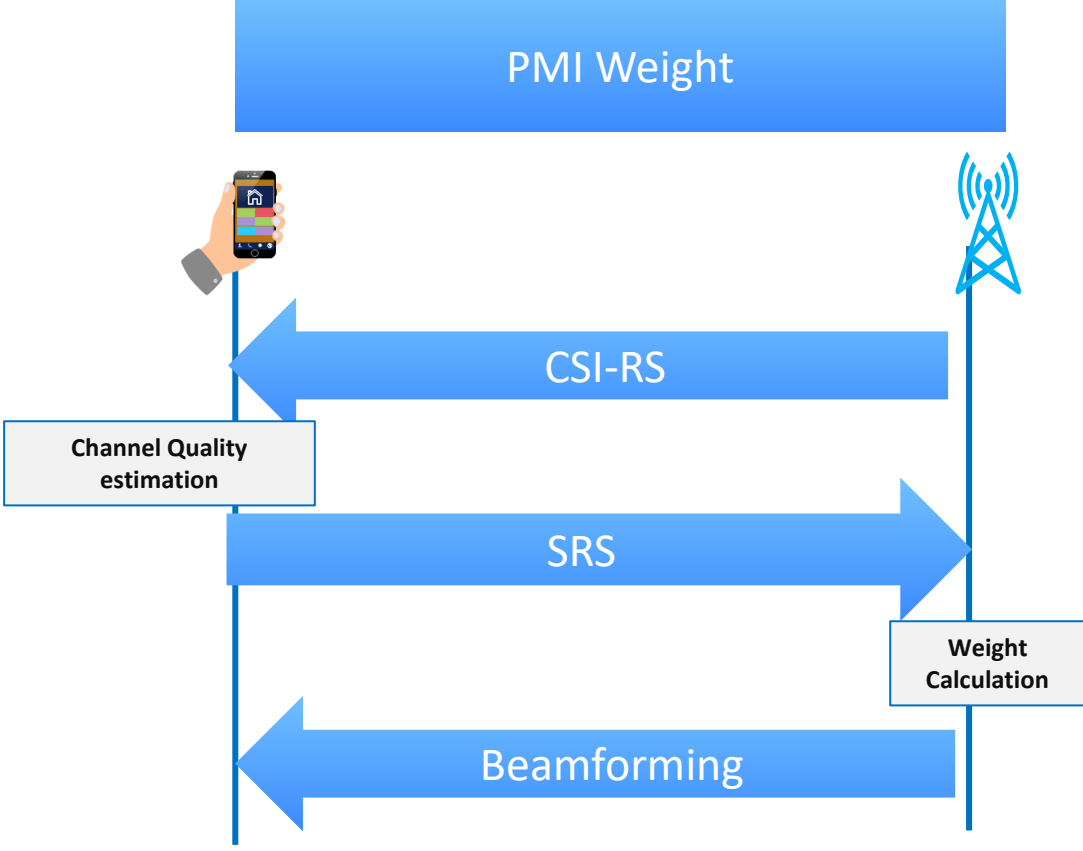 PMI Weight
CSI-RS
Channel Quality
estimation
SRS
Weight
Calculation
Beamforming